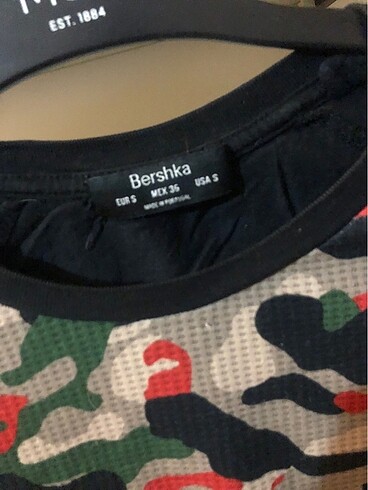 EST. 1884
Bershka
EUR S MEX 36 USA S
MADE IN PORTUGAL